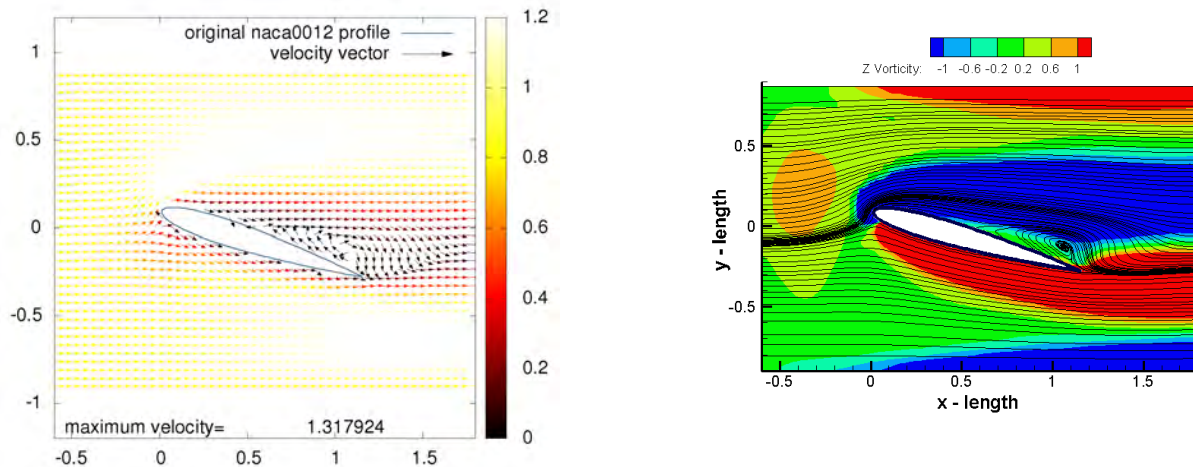 original naca0012 profile
velocity vector
1
0.5
0
-0.5
-1
-0.5 0 0.5 1 1.5
maximum velocity= 1.317924
1.2
1
0.8
0.6
0.4
0.2
0
Z Vorticity: -1 -0.6 -0.2 0.2 0.6 1
0.5
0
-0.5
y - length
-0.5 0 0.5 1 1.5
x - length